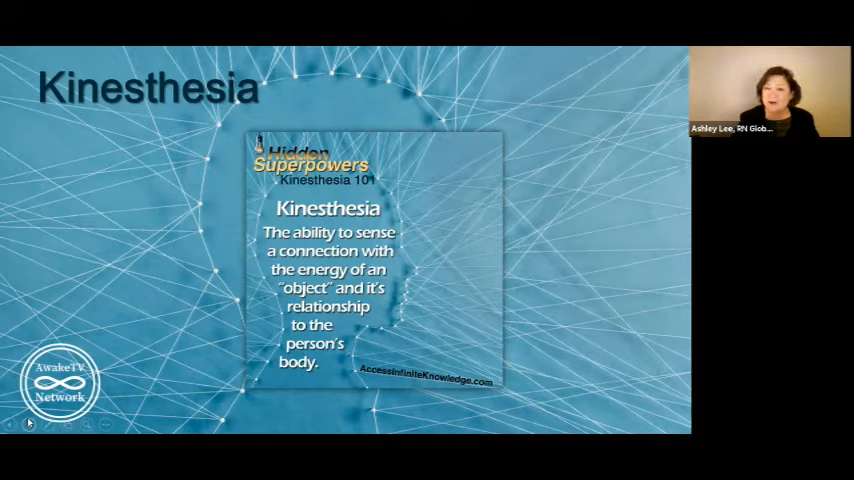 Kinesthesia
Ashley Lee, RN Glob...
Hidden
Superpowers
Kinesthesia 101
Kinesthesia
The ability to sense
a connection with
the energy of an
"object" and it's
relationship
to the
person's
body.
AccessInfiniteKnowledge.com
AwakeTV
Network